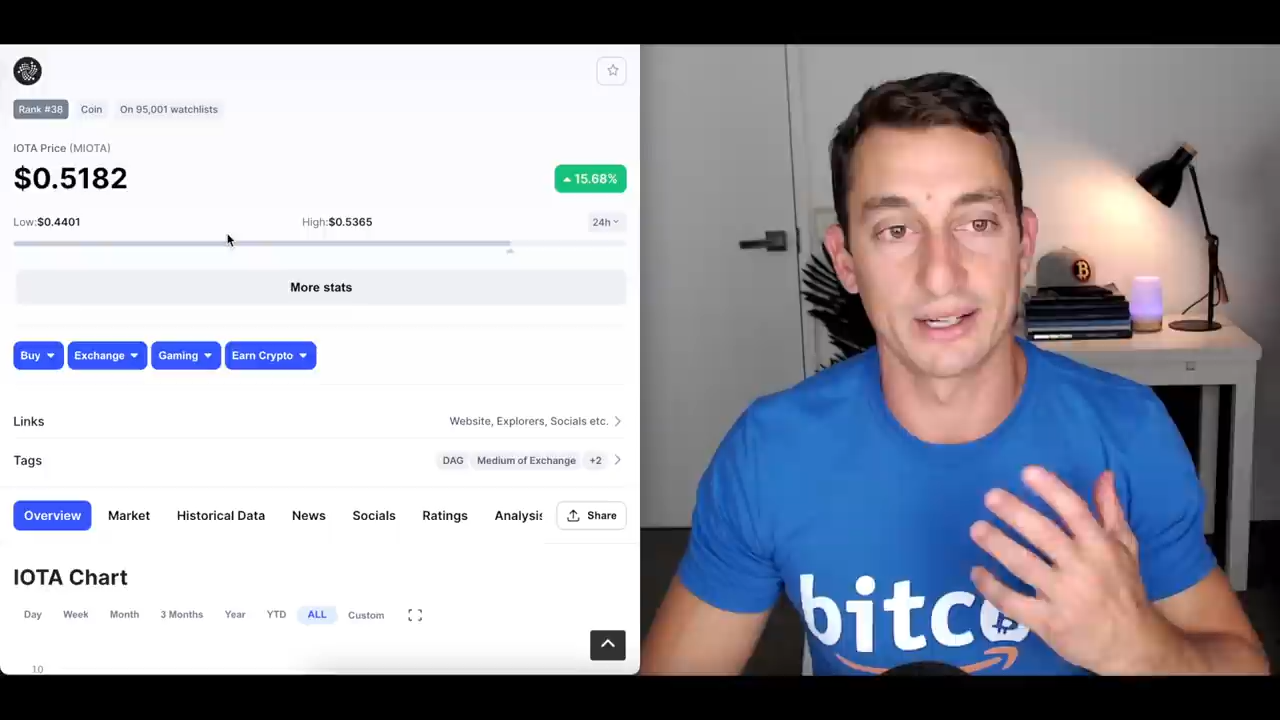 Rank #38 Coin On 95,001 watchlists
IOTA Price (MIOTA)
$0.5182 15.68%
Low:$0.4401 High:$0.5365 24h
More stats
Buy Exchange Gaming Earn Crypto
Links Website, Explorers, Socials etc.
Tags DAG Medium of Exchange +2
Overview Market Historical Data News Socials Ratings Analysis Share
IOTA Chart
Day Week Month 3 Months Year YTD ALL Custom
10
bitco